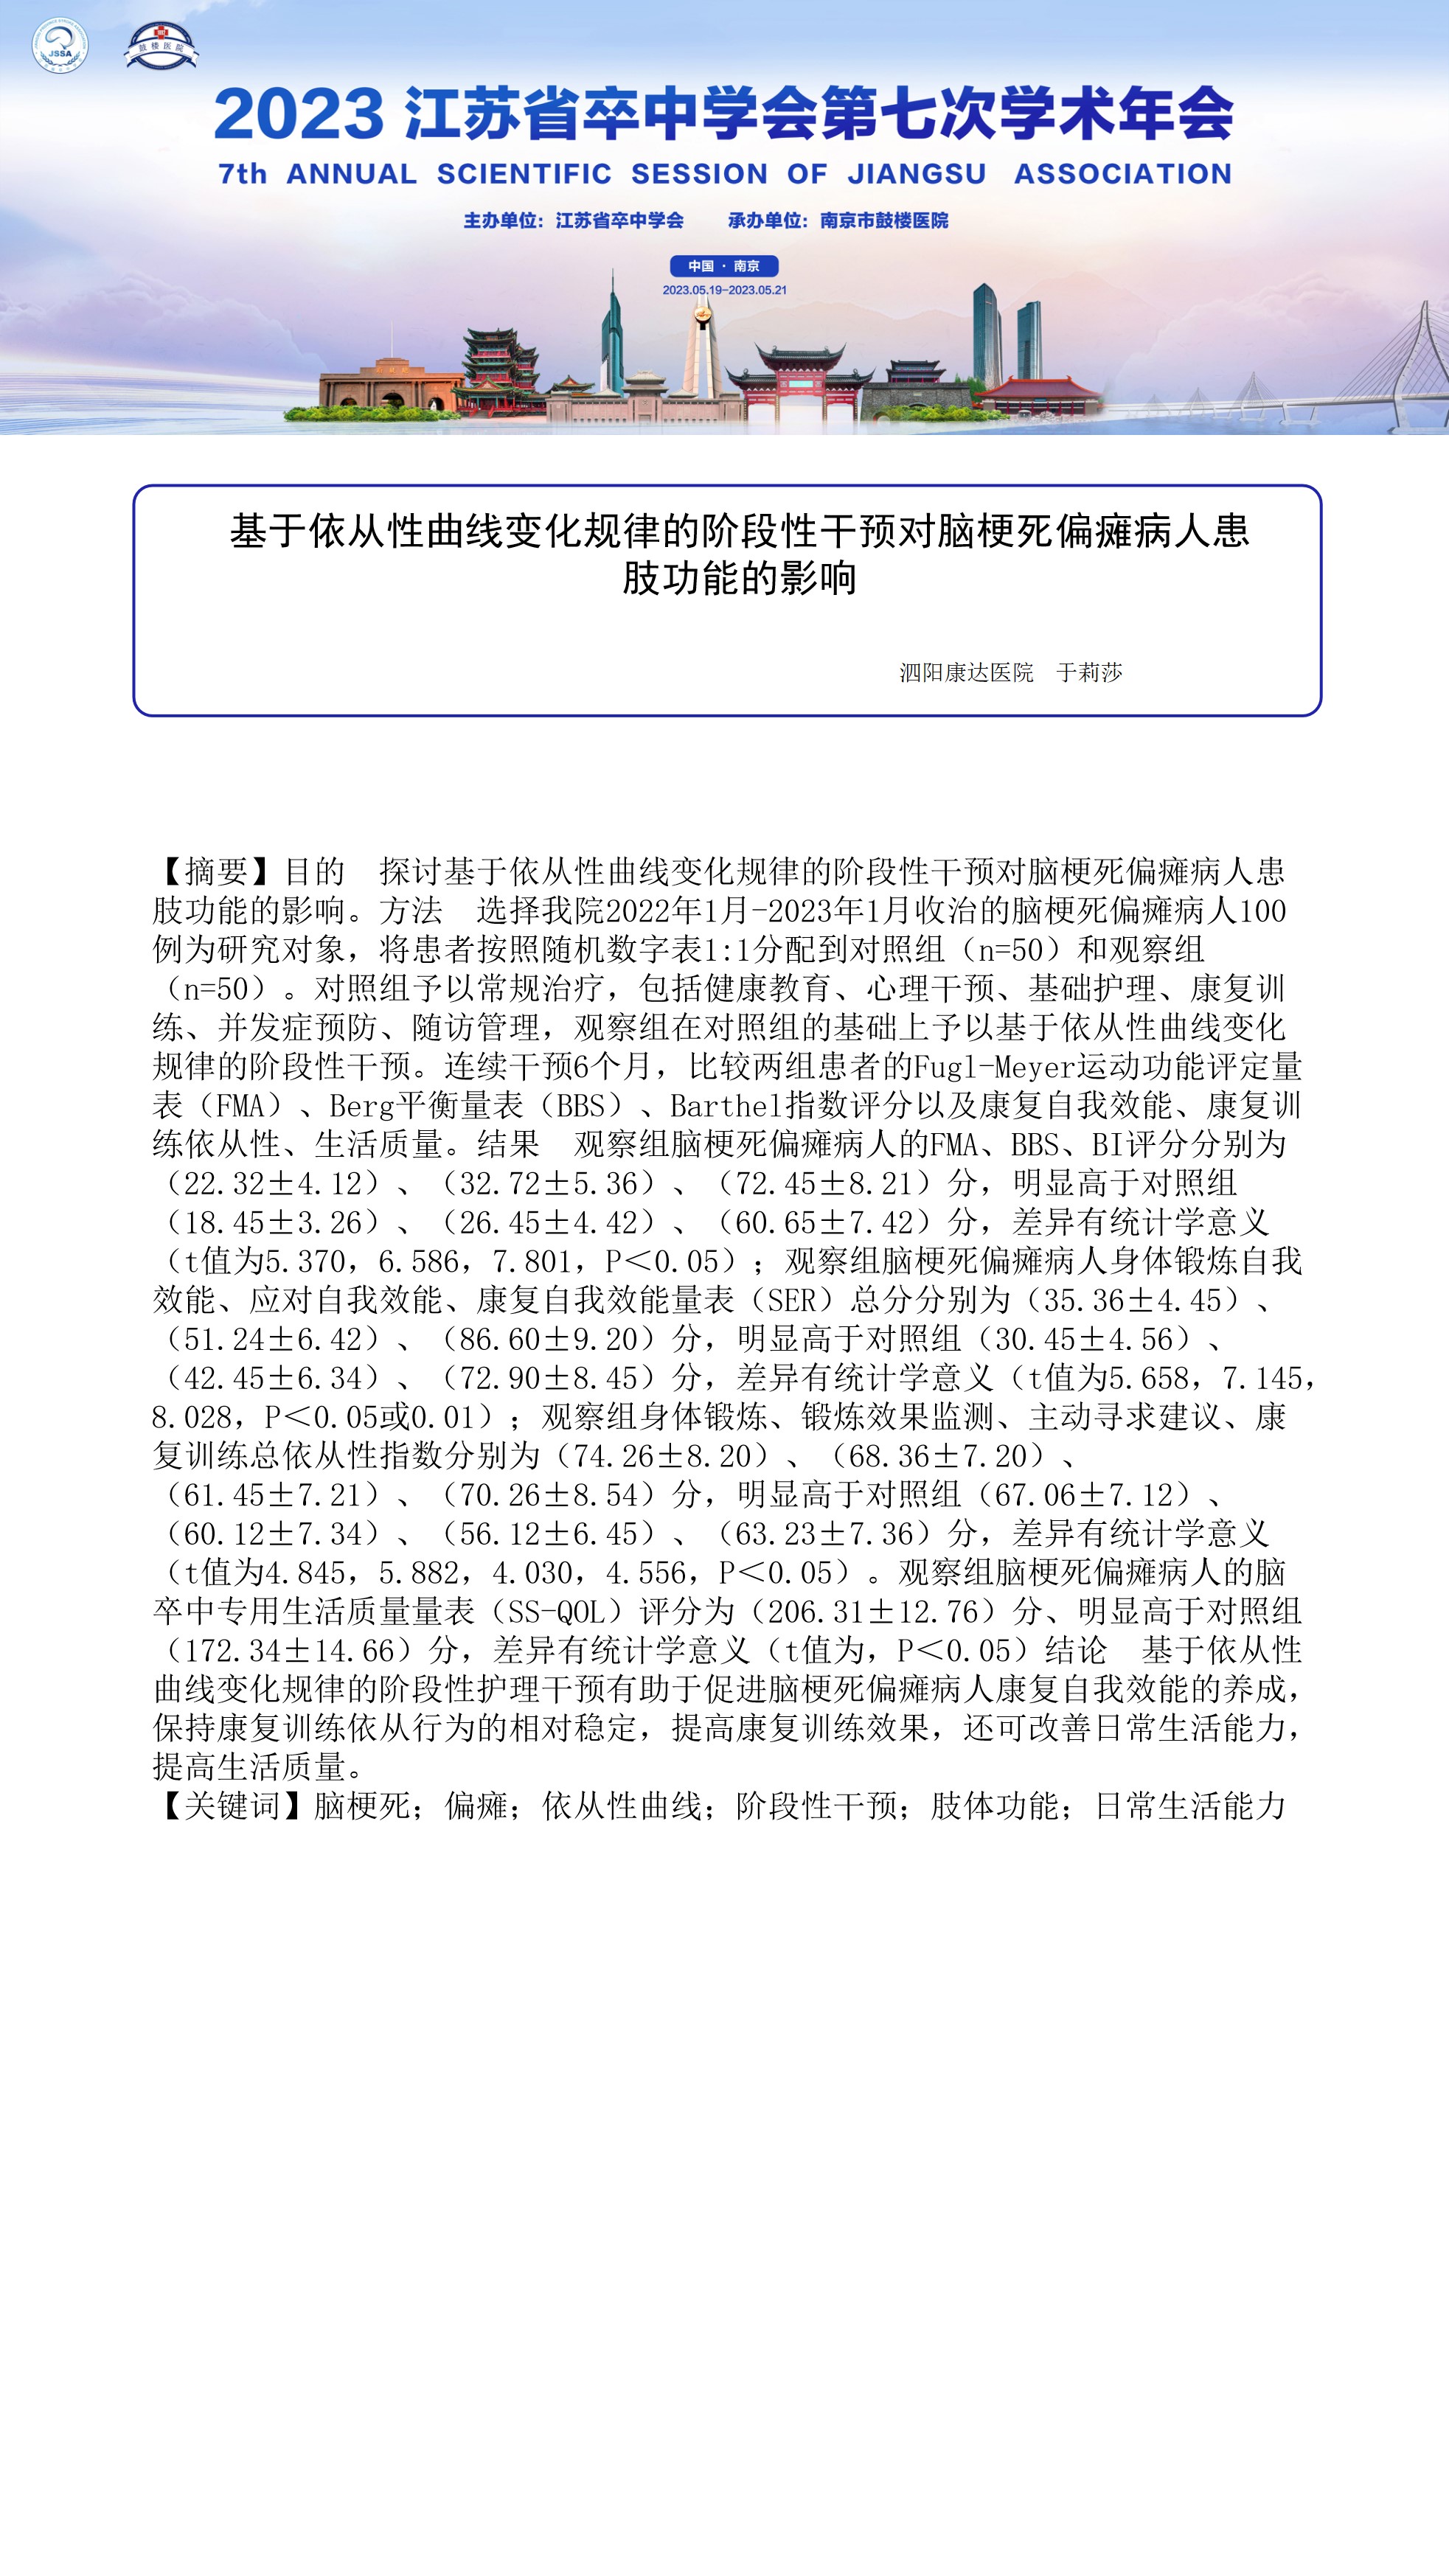 JSSA
鼓楼医院
2023 江苏省卒中学会第七次学术年会
7th ANNUAL SCIENTIFIC SESSION OF JIANGSU ASSOCIATION
主办单位：江苏省卒中学会 承办单位：南京市鼓楼医院
中国 · 南京
2023.05.19-2023.05.21
基于依从性曲线变化规律的阶段性干预对脑梗死偏瘫病人患
肢功能的影响
泗阳康达医院 于莉莎
【摘要】目的 探讨基于依从性曲线变化规律的阶段性干预对脑梗死偏瘫病人患
肢功能的影响。方法 选择我院2022年1月-2023年1月收治的脑梗死偏瘫病人100
例为研究对象，将患者按照随机数字表1:1分配到对照组（n=50）和观察组
（n=50）。对照组予以常规治疗，包括健康教育、心理干预、基础护理、康复训
练、并发症预防、随访管理，观察组在对照组的基础上予以基于依从性曲线变化
规律的阶段性干预。连续干预6个月，比较两组患者的Fugl-Meyer运动功能评定量
表（FMA）、Berg平衡量表（BBS）、Barthel指数评分以及康复自我效能、康复训
练依从性、生活质量。结果 观察组脑梗死偏瘫病人的FMA、BBS、BI评分分别为
（22.32±4.12）、（32.72±5.36）、（72.45±8.21）分，明显高于对照组
（18.45±3.26）、（26.45±4.42）、（60.65±7.42）分，差异有统计学意义
（t值为5.370，6.586，7.801，P＜0.05）；观察组脑梗死偏瘫病人身体锻炼自我
效能、应对自我效能、康复自我效能量表（SER）总分分别为（35.36±4.45）、
（51.24±6.42）、（86.60±9.20）分，明显高于对照组（30.45±4.56）、
（42.45±6.34）、（72.90±8.45）分，差异有统计学意义（t值为5.658，7.145，
8.028，P＜0.05或0.01）；观察组身体锻炼、锻炼效果监测、主动寻求建议、康
复训练总依从性指数分别为（74.26±8.20）、（68.36±7.20）、
（61.45±7.21）、（70.26±8.54）分，明显高于对照组（67.06±7.12）、
（60.12±7.34）、（56.12±6.45）、（63.23±7.36）分，差异有统计学意义
（t值为4.845，5.882，4.030，4.556，P＜0.05）。观察组脑梗死偏瘫病人的脑
卒中专用生活质量量表（SS-QOL）评分为（206.31±12.76）分、明显高于对照组
（172.34±14.66）分，差异有统计学意义（t值为，P＜0.05）结论 基于依从性
曲线变化规律的阶段性护理干预有助于促进脑梗死偏瘫病人康复自我效能的养成，
保持康复训练依从行为的相对稳定，提高康复训练效果，还可改善日常生活能力，
提高生活质量。
【关键词】脑梗死；偏瘫；依从性曲线；阶段性干预；肢体功能；日常生活能力